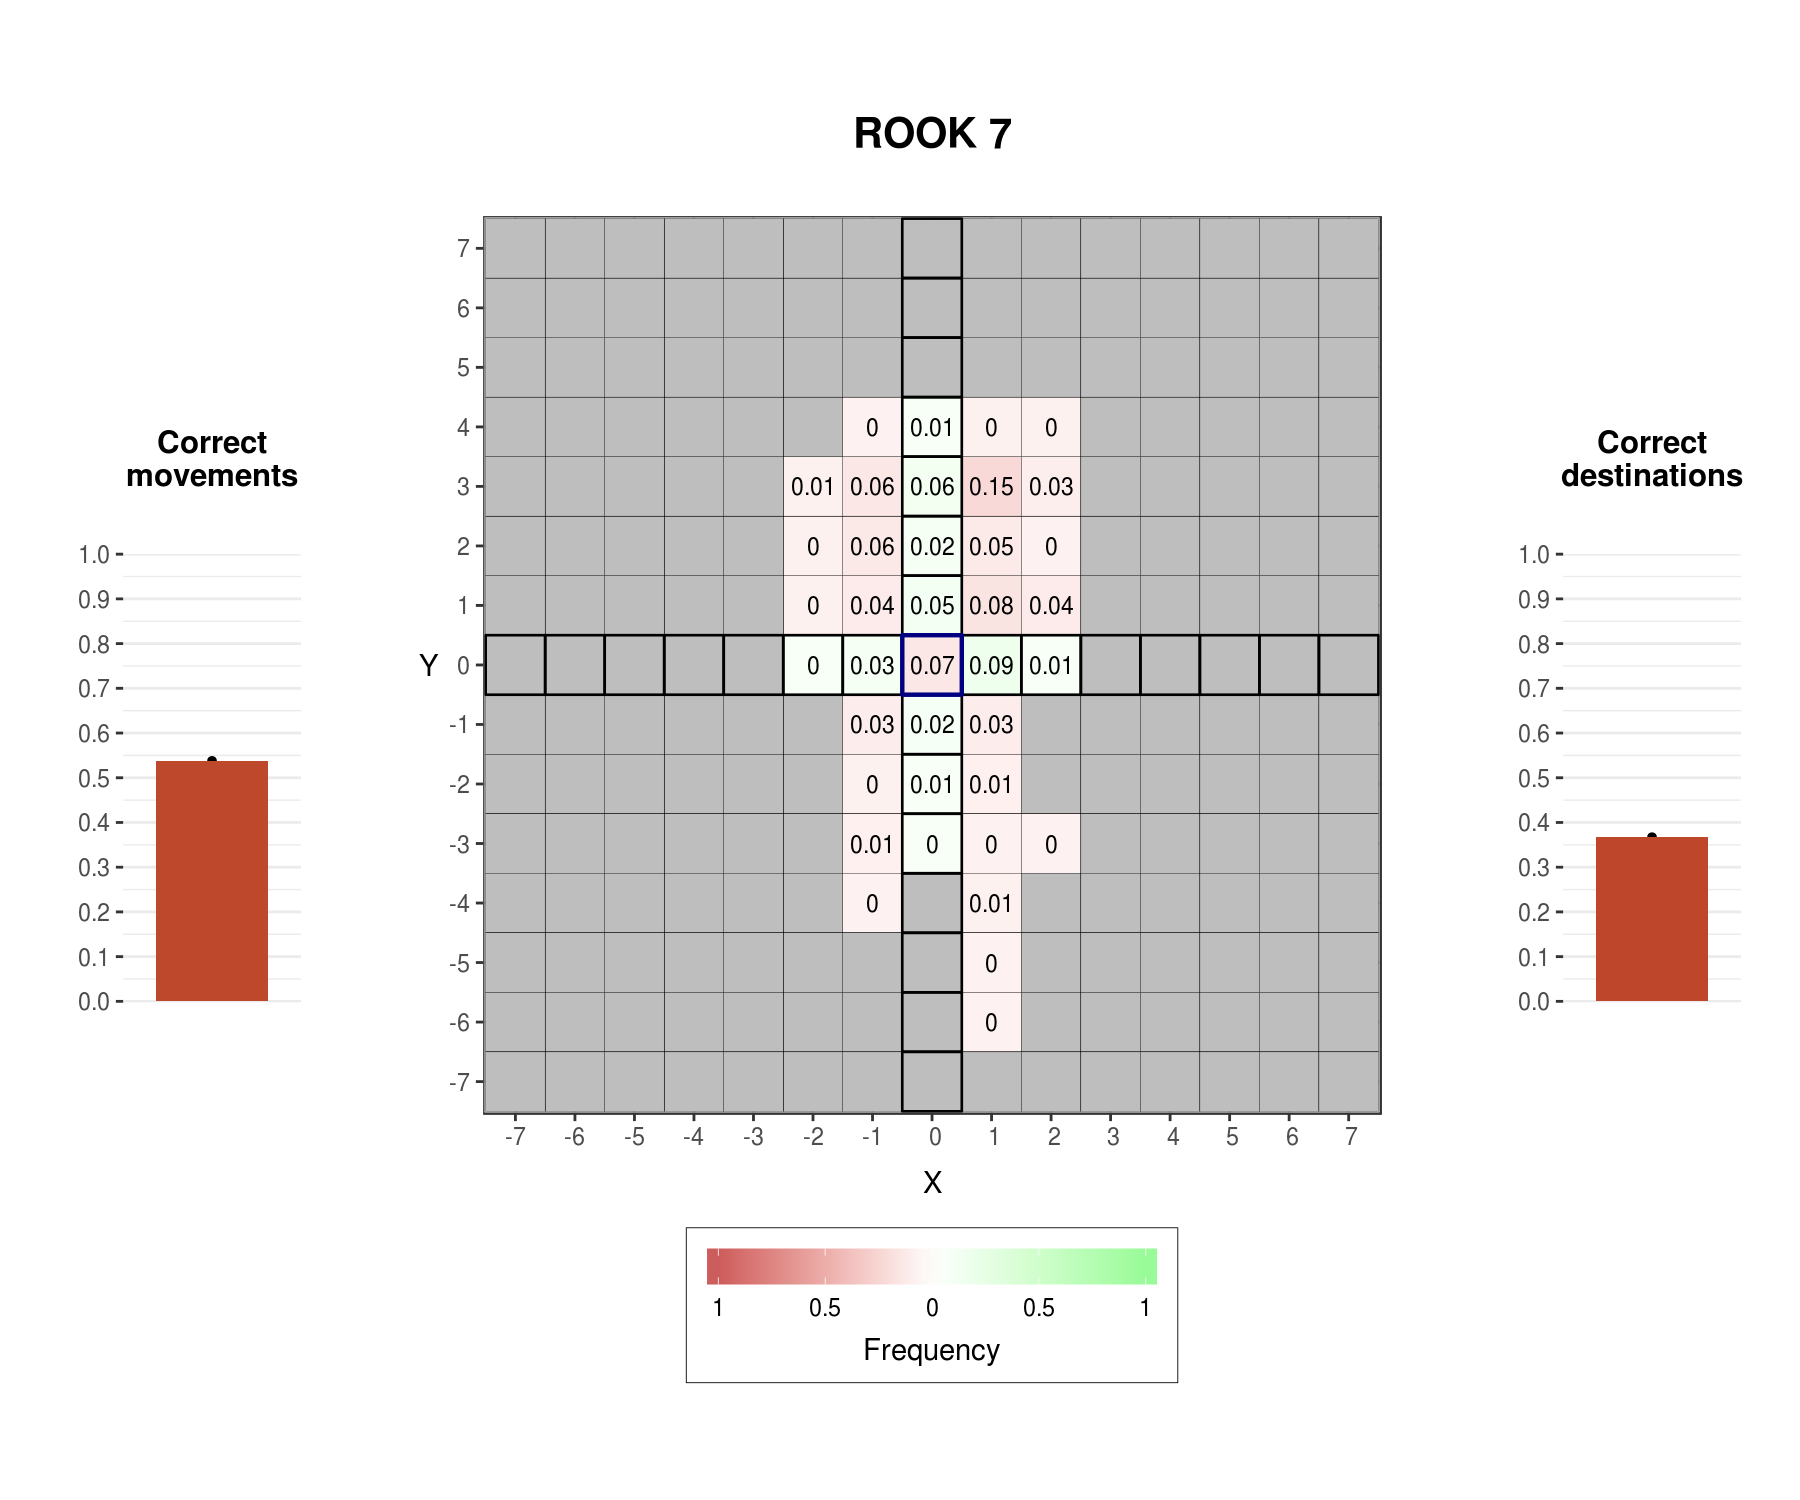 ROOK 7
Correct
movements
1.0
0.9
0.8
0.7
0.6
0.5
0.4
0.3
0.2
0.1
0.0
Y
7
6
5
4
3
2
1
0
-1
-2
-3
-4
-5
-6
-7
0 0.01 0 0
0.01 0.06 0.06 0.15 0.03
0 0.06 0.02 0.05 0
0 0.04 0.05 0.08 0.04
0 0.03 0.07 0.09 0.01
0.03 0.02 0.03
0 0.01 0.01
0.01 0 0 0
0 0.01
0
0
-7 -6 -5 -4 -3 -2 -1 0 1 2 3 4 5 6 7
X
1 0.5 0 0.5 1
Frequency
Correct
destinations
1.0
0.9
0.8
0.7
0.6
0.5
0.4
0.3
0.2
0.1
0.0